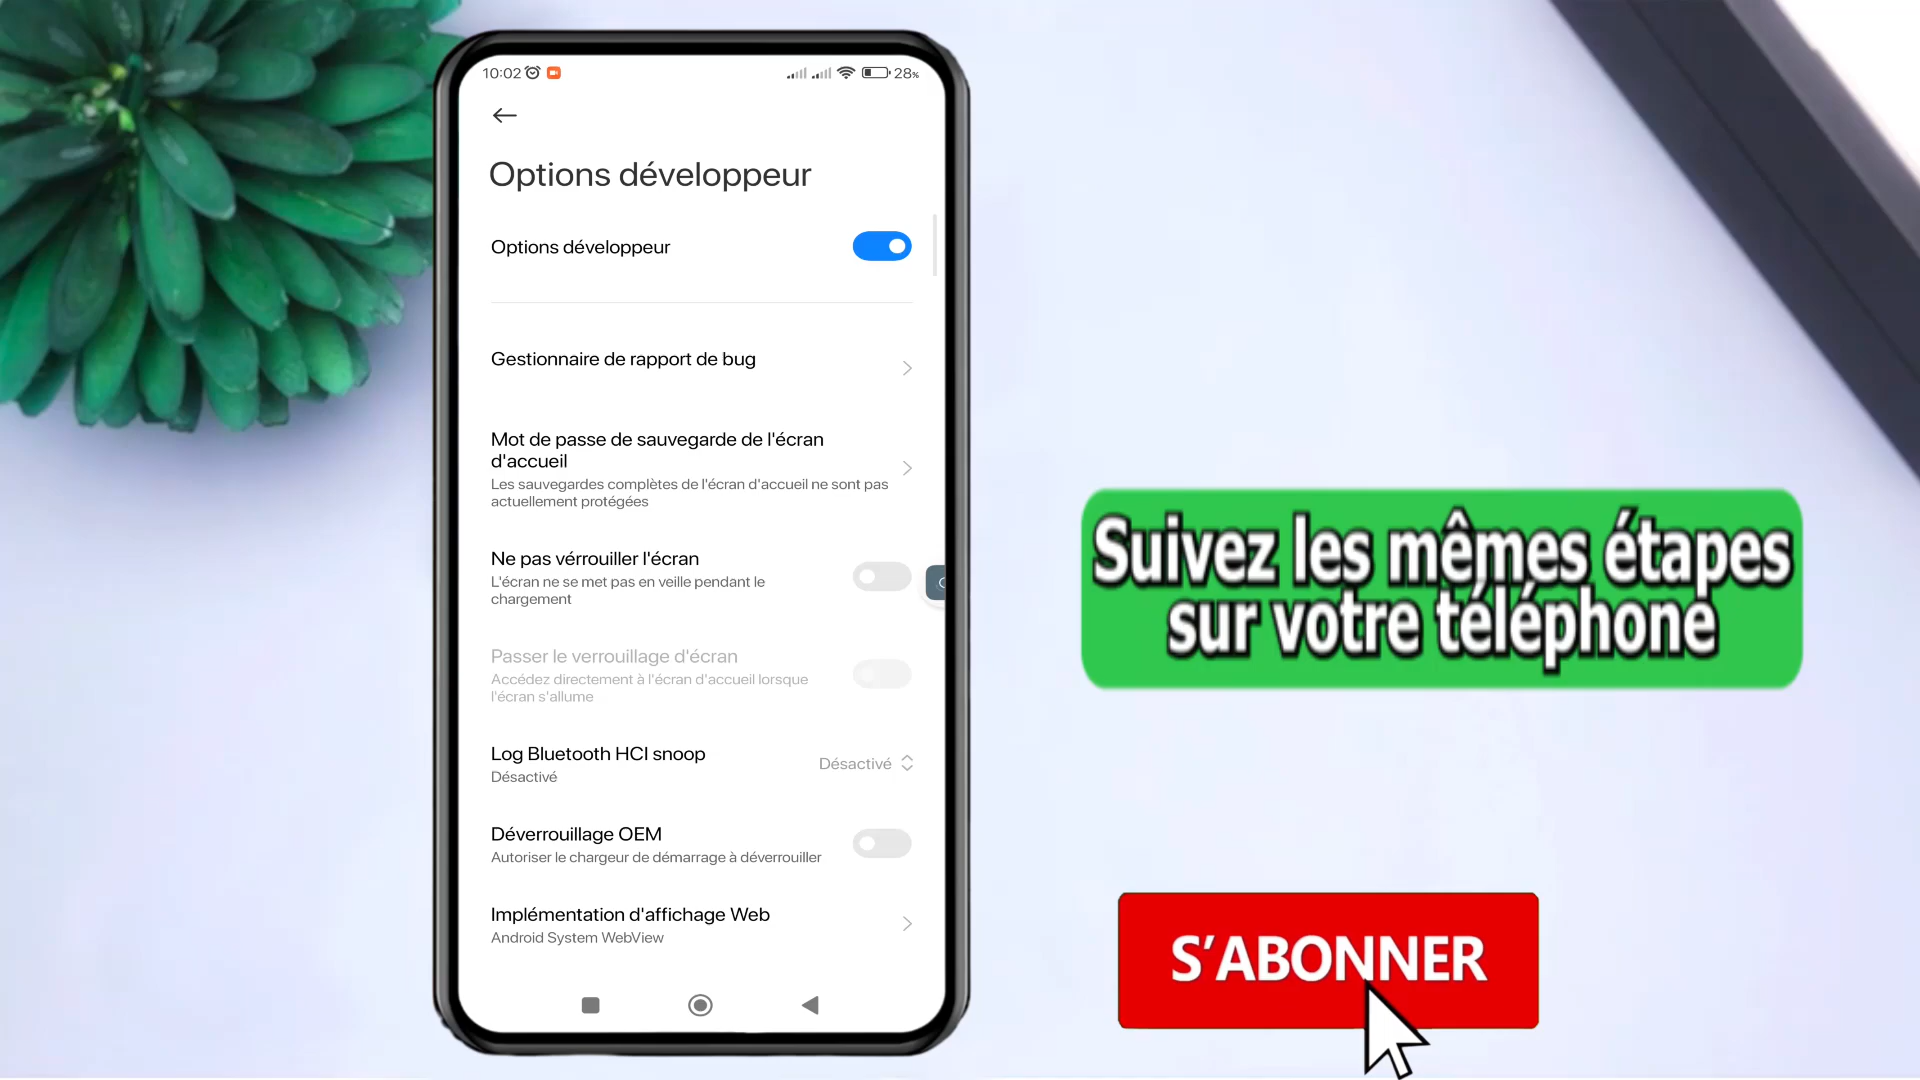 10:02 28%
Options développeur
Options développeur
Gestionnaire de rapport de bug
Mot de passe de sauvegarde de l'écran
d'accueil
Les sauvegardes complètes de l'écran d'accueil ne sont pas
actuellement protégées
Ne pas vérrouiller l'écran
L'écran ne se met pas en veille pendant le
chargement
Passer le verrouillage d'écran
Accédez directement à l'écran d'accueil lorsque
l'écran s'allume
Log Bluetooth HCI snoop
Désactivé
Désactivé
Déverrouillage OEM
Autoriser le chargeur de démarrage à déverrouiller
Implémentation d'affichage Web
Android System WebView
Suivez les mêmes étapes
sur votre téléphone
S'ABONNER